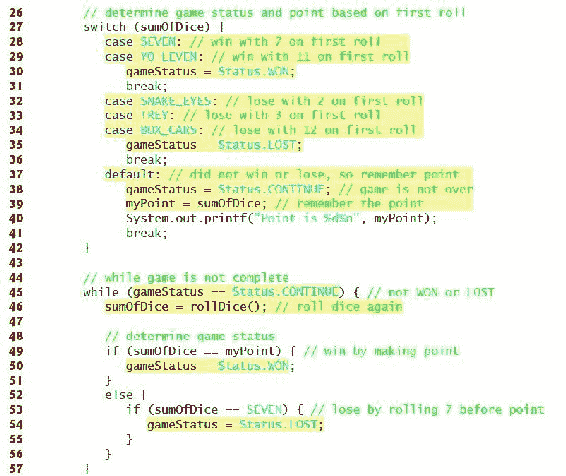 26 // determine game status and point based on first roll
27 switch (sumOfDice) {
28 case SEVEN: // win with 7 on first roll
29 case YO_LEVEN: // win with 11 on first roll
30 gameStatus = Status.WON;
31 break;
32 case SNAKE_EYES: // lose with 2 on first roll
33 case TREY: // lose with 3 on first roll
34 case BOX_CARS: // lose with 12 on first roll
35 gameStatus = Status.LOST;
36 break;
37 default: // did not win or lose, so remember point
38 gameStatus = Status.CONTINUE; // game is not over
39 myPoint = sumOfDice; // remember the point
40 System.out.printf("Point is %d%n", myPoint);
41 break;
42 }
43
44 // while game is not complete
45 while (gameStatus == Status.CONTINUE) { // not WON or LOST
46 sumOfDice = rollDice(); // roll dice again
47
48 // determine game status
49 if (sumOfDice == myPoint) { // win by making point
50 gameStatus = Status.WON;
51 }
52 else {
53 if (sumOfDice == SEVEN) { // lose by rolling 7 before point
54 gameStatus = Status.LOST;
55 }
56 }
57 }